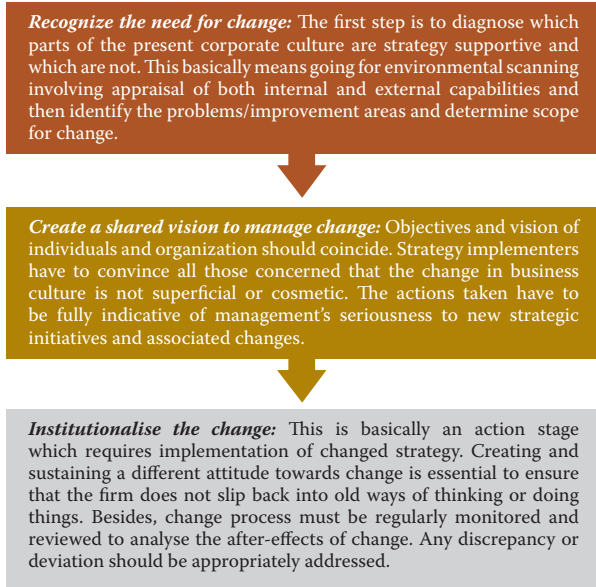 Recognize the need for change: The first step is to diagnose which
parts of the present corporate culture are strategy supportive and
which are not. This basically means going for environmental scanning
involving appraisal of both internal and external capabilities and
then identify the problems/improvement areas and determine scope
for change.
Create a shared vision to manage change: Objectives and vision of
individuals and organization should coincide. Strategy implementers
have to convince all those concerned that the change in business
culture is not superficial or cosmetic. The actions taken have to
be fully indicative of management's seriousness to new strategic
initiatives and associated changes.
Institutionalise the change: This is basically an action stage
which requires implementation of changed strategy. Creating and
sustaining a different attitude towards change is essential to ensure
that the firm does not slip back into old ways of thinking or doing
things. Besides, change process must be regularly monitored and
reviewed to analyse the after-effects of change. Any discrepancy or
deviation should be appropriately addressed.